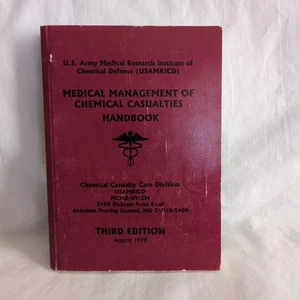 U.S. Army Medical Research Institute of
Chemical Defense (USAMRICD)
MEDICAL MANAGEMENT OF
CHEMICAL CASUALTIES
HANDBOOK
Chemical Casualty Care Division
USAMRICD
MCMR-UV-ZM
3100 Ricketts Point Road
Aberdeen Proving Ground, MD 21010-5400
THIRD EDITION
August 1999